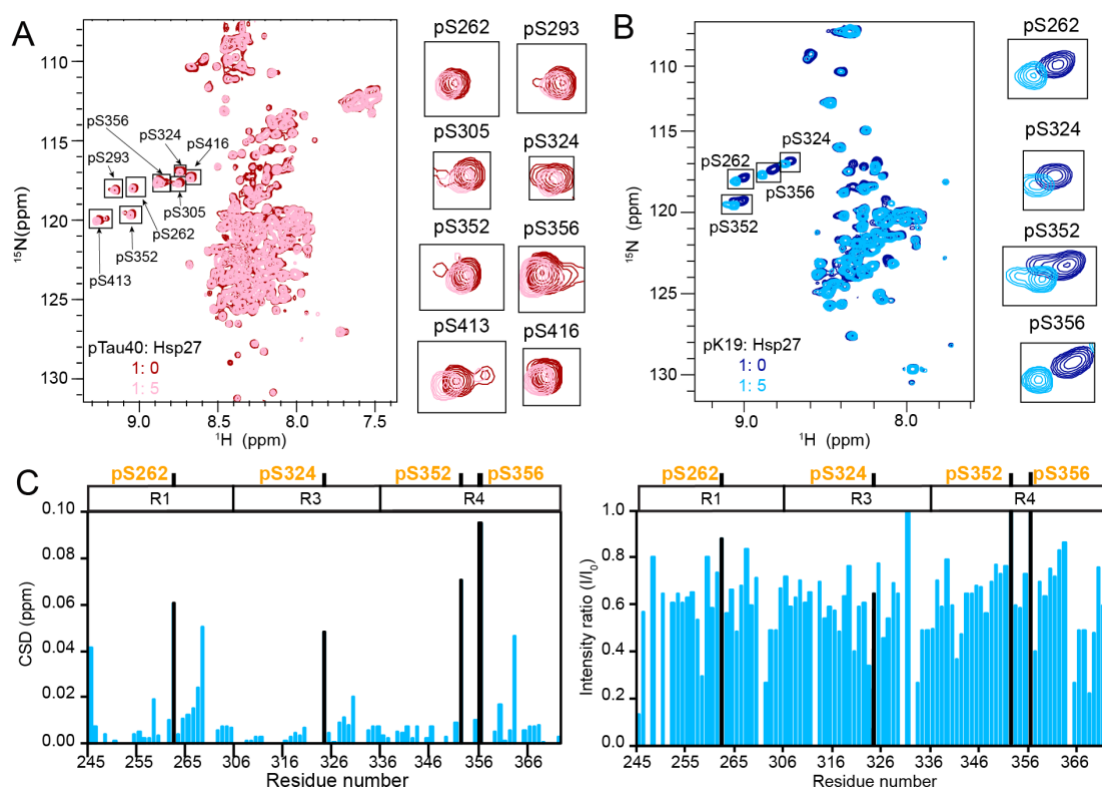 A
110
115
120
125
130
¹⁵N(ppm)
9.0
8.5
8.0
7.5
¹H (ppm)
pS356
pS324
pS416
pS293
pS305
pS262
pS352
pS413
pTau40: Hsp27
1: 0
1: 5
pS262
pS293
pS305
pS324
pS352
pS356
pS413
pS416
B
110
115
120
125
130
¹⁵N (ppm)
9.0
8.0
¹H (ppm)
pS324
pS262
pS356
pS352
pK19: Hsp27
1: 0
1: 5
pS262
pS324
pS352
pS356
C
pS262
pS324
pS352
pS356
R1
R3
R4
0.10
0.08
0.06
0.04
0.02
0.00
CSD (ppm)
245
255
265
306
316
326
336
346
356
366
Residue number
pS262
pS324
pS352
pS356
R1
R3
R4
1.0
0.8
0.6
0.4
0.2
0.0
Intensity ratio (I/I₀)
245
255
265
306
316
326
336
346
356
366
Residue number